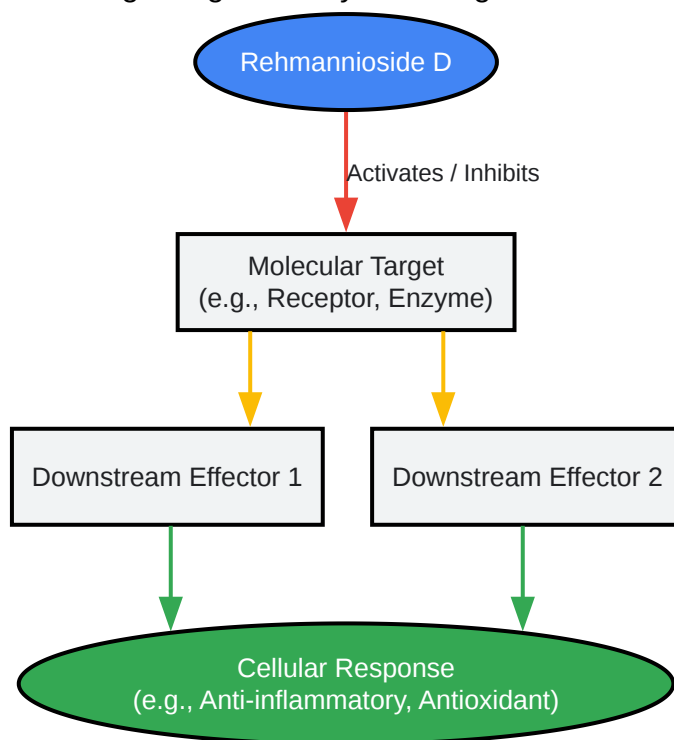 Rehmannioside D
Activates / Inhibits
Molecular Target
(e.g., Receptor, Enzyme)
Downstream Effector 1
Downstream Effector 2
Cellular Response
(e.g., Anti-inflammatory, Antioxidant)